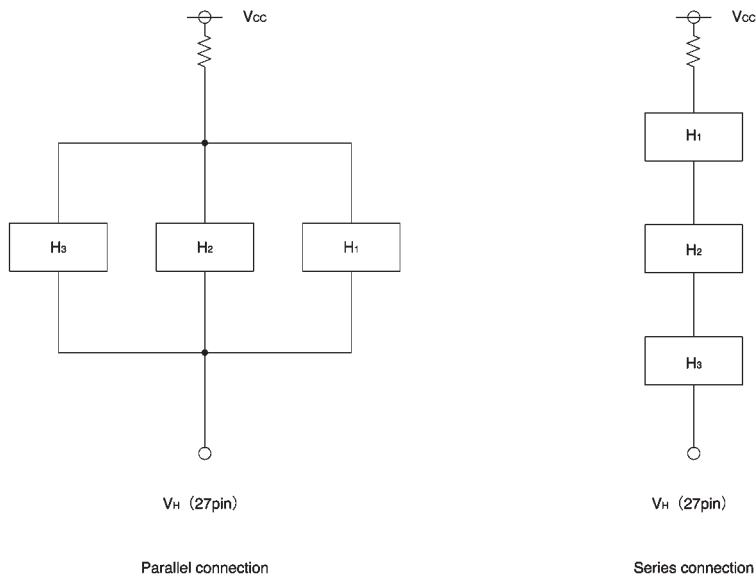 Vcc
Vcc
H1
H3
H2
H1
H2
H3
VH (27pin)
VH (27pin)
Parallel connection
Series connection